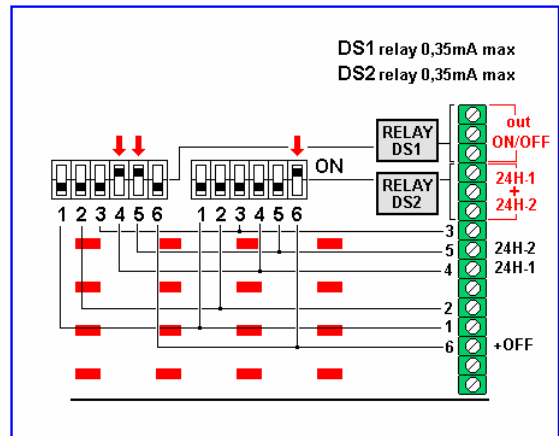 DS1 relay 0,35mA max
DS2 relay 0,35mA max
RELAY
DS1
out
ON/OFF
ON
RELAY
DS2
24H-1
+
24H-2
1 2 3 4 5 6
1 2 3 4 5 6
3
5 24H-2
4 24H-1
2
1
6 +OFF